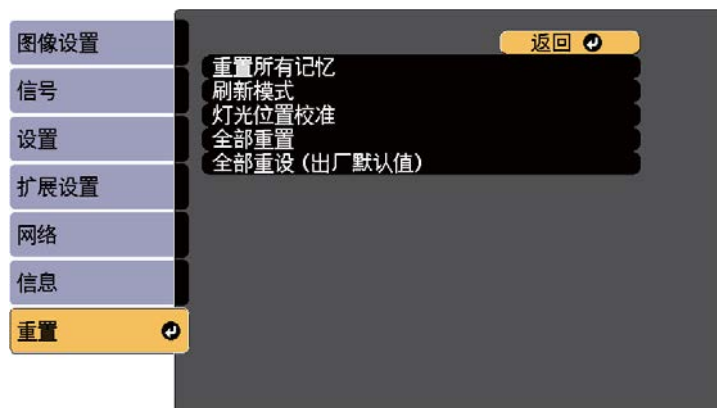 图像设置
信号
设置
扩展设置
网络
信息
重置
返回
重置所有记忆
刷新模式
灯光位置校准
全部重置
全部重设（出厂默认值）